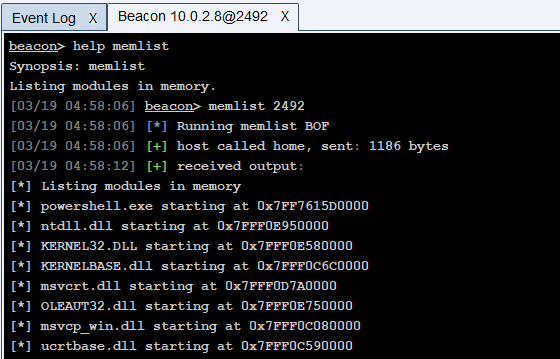 Event Log X Beacon 10.0.2.8@2492 X
beacon> help memlist
Synopsis: memlist
Listing modules in memory.
[03/19 04:58:06] beacon> memlist 2492
[03/19 04:58:06] [*] Running memlist BOF
[03/19 04:58:06] [+] host called home, sent: 1186 bytes
[03/19 04:58:12] [+] received output:
[*] Listing modules in memory
[*] powershell.exe starting at 0x7FF7615D0000
[*] ntdll.dll starting at 0x7FFF0E950000
[*] KERNEL32.DLL starting at 0x7FFF0E580000
[*] KERNELBASE.dll starting at 0x7FFF0C6C0000
[*] msvcrt.dll starting at 0x7FFF0D7A0000
[*] OLEAUT32.dll starting at 0x7FFF0E750000
[*] msvcp_win.dll starting at 0x7FFF0C080000
[*] ucrtbase.dll starting at 0x7FFF0C590000